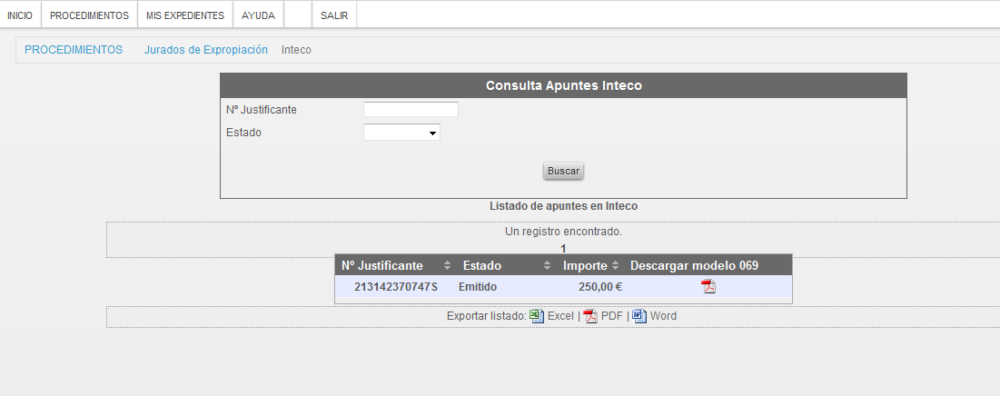 INICIO PROCEDIMIENTOS MIS EXPEDIENTES AYUDA SALIR
PROCEDIMIENTOS Jurados de Expropiación Inteco
Consulta Apuntes Inteco
Nº Justificante
Estado
Buscar
Listado de apuntes en Inteco
Un registro encontrado.
1
Nº Justificante Estado Importe Descargar modelo 069
213142370747S Emitido 250,00 €
Exportar listado: Excel | PDF | Word